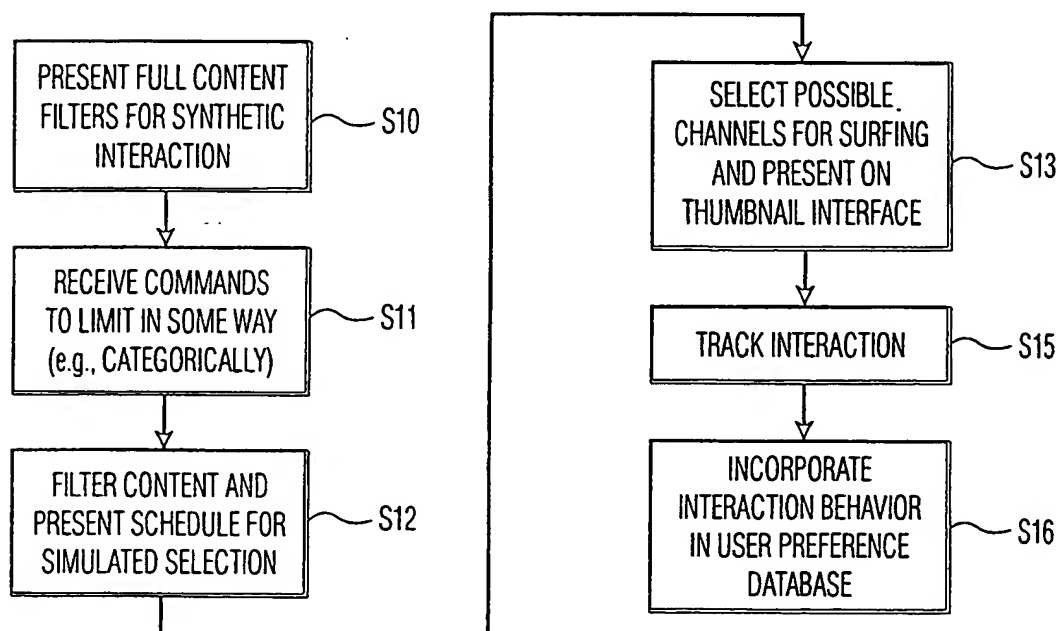 PRESENT FULL CONTENT
FILTERS FOR SYNTHETIC
INTERACTION
S10
RECEIVE COMMANDS
TO LIMIT IN SOME WAY
(e.g., CATEGORICALLY)
S11
FILTER CONTENT AND
PRESENT SCHEDULE FOR
SIMULATED SELECTION
S12
SELECT POSSIBLE
CHANNELS FOR SURFING
AND PRESENT ON
THUMBNAIL INTERFACE
S13
TRACK INTERACTION
S15
INCORPORATE
INTERACTION BEHAVIOR
IN USER PREFERENCE
DATABASE
S16